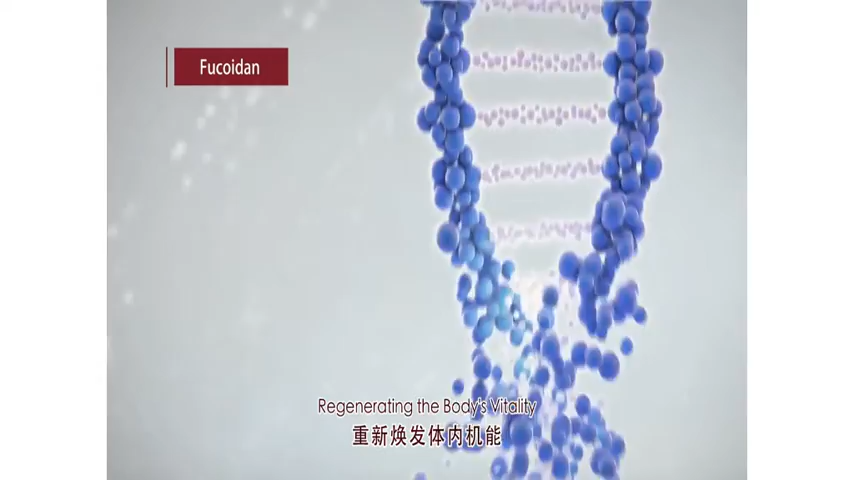 Fucoidan
Regenerating the Body's Vitality
重新焕发体内机能